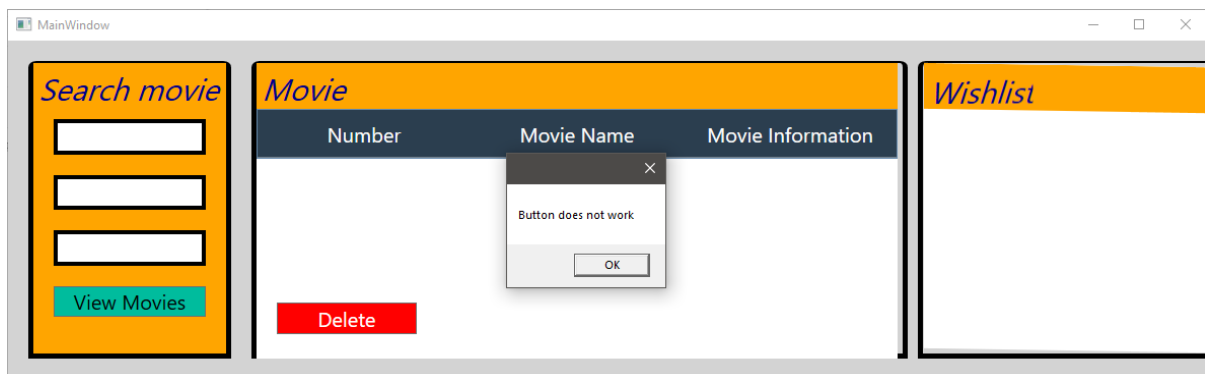 MainWindow
Search movie
View Movies
Movie
Number Movie Name Movie Information
Button does not work
OK
Delete
Wishlist